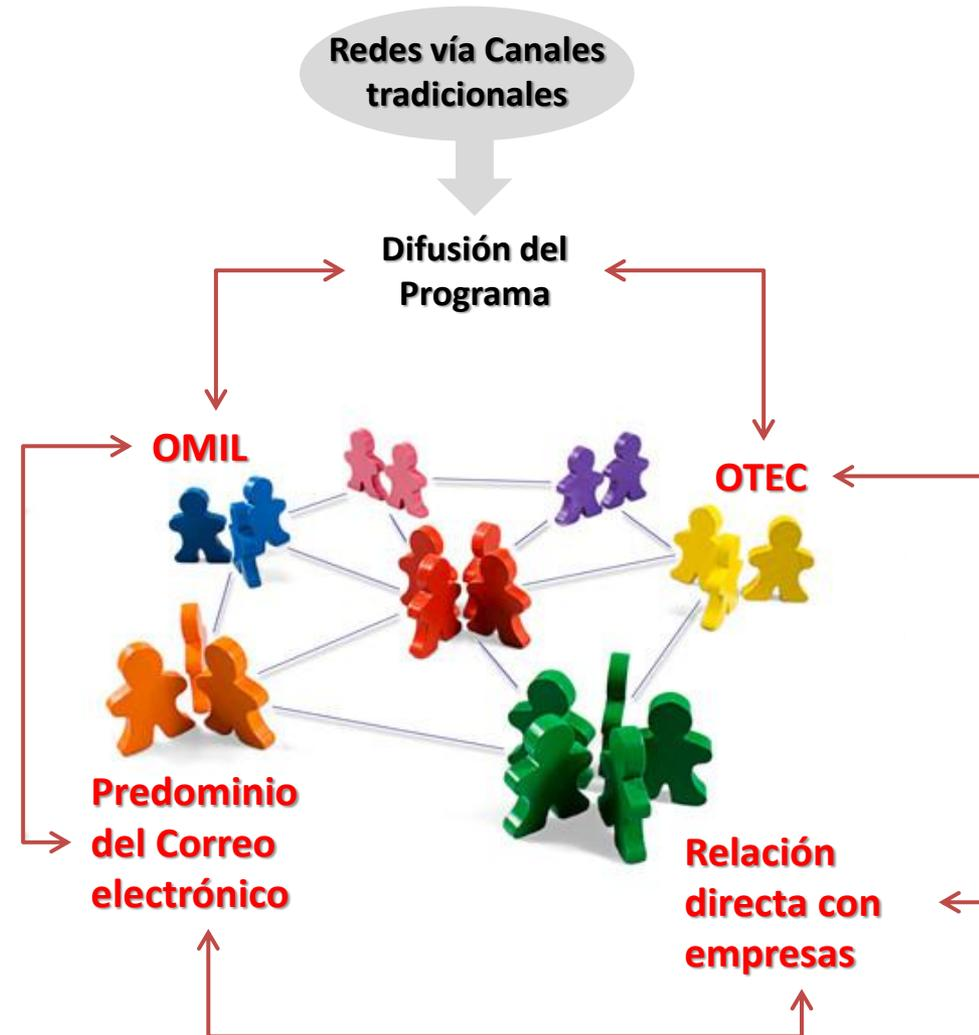 Redes vía Canales
tradicionales
Difusión del
Programa
OMIL
OTEC
Predominio
del Correo
electrónico
Relación
directa con
empresas